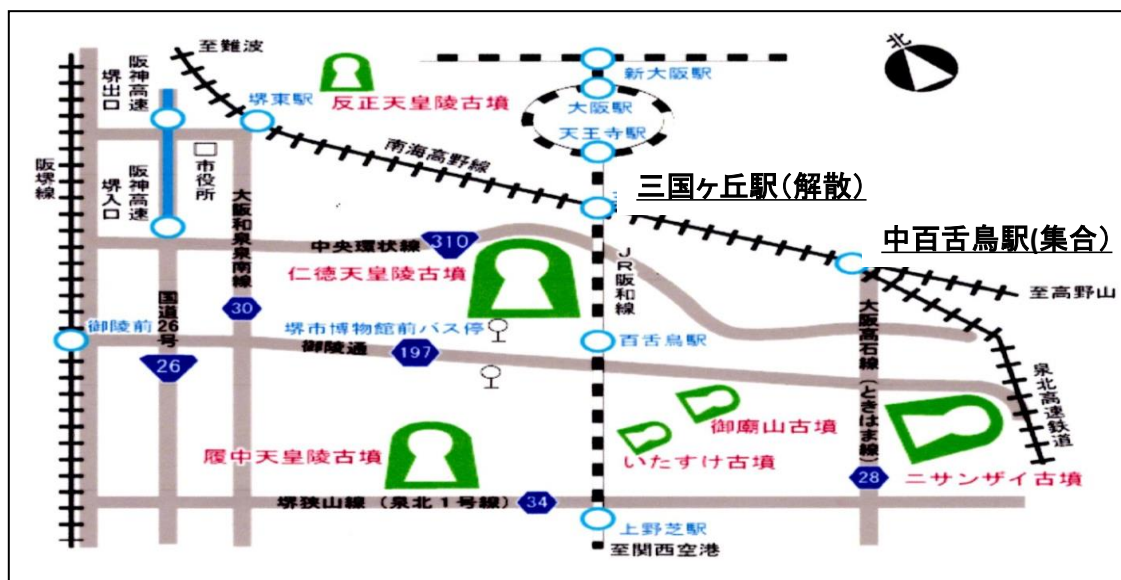 至難波
北
阪神高速
堺出口
新大阪駅
堺東駅
反正天皇陵古墳
大阪駅
天王寺駅
南海高野線
市役所
阪堺線
阪神高速
堺入口
三国ヶ丘駅(解散)
大阪和泉泉南線
中央環状線
310
中百舌鳥駅(集合)
仁徳天皇陵古墳
JR阪和線
至高野山
国道26号
30
御陵前
堺市博物館前バス停
御陵通
197
百舌鳥駅
大阪高石線(ときはま線)
26
泉北高速鉄道
御廟山古墳
履中天皇陵古墳
いたすけ古墳
28
ニサンザイ古墳
堺狭山線(泉北1号線)
34
上野芝駅
至関西空港